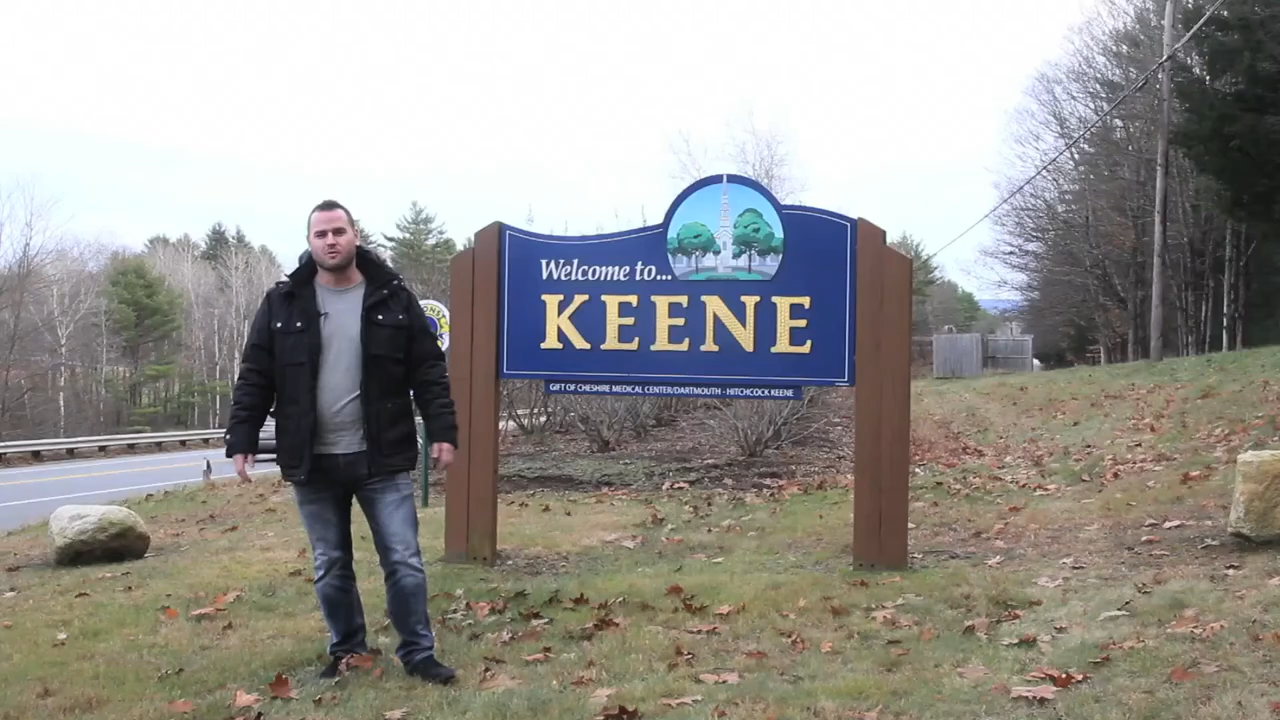 Welcome to...
KEENE
GIFT OF CHESHIRE MEDICAL CENTER/DARTMOUTH - HITCHCOCK KEENE